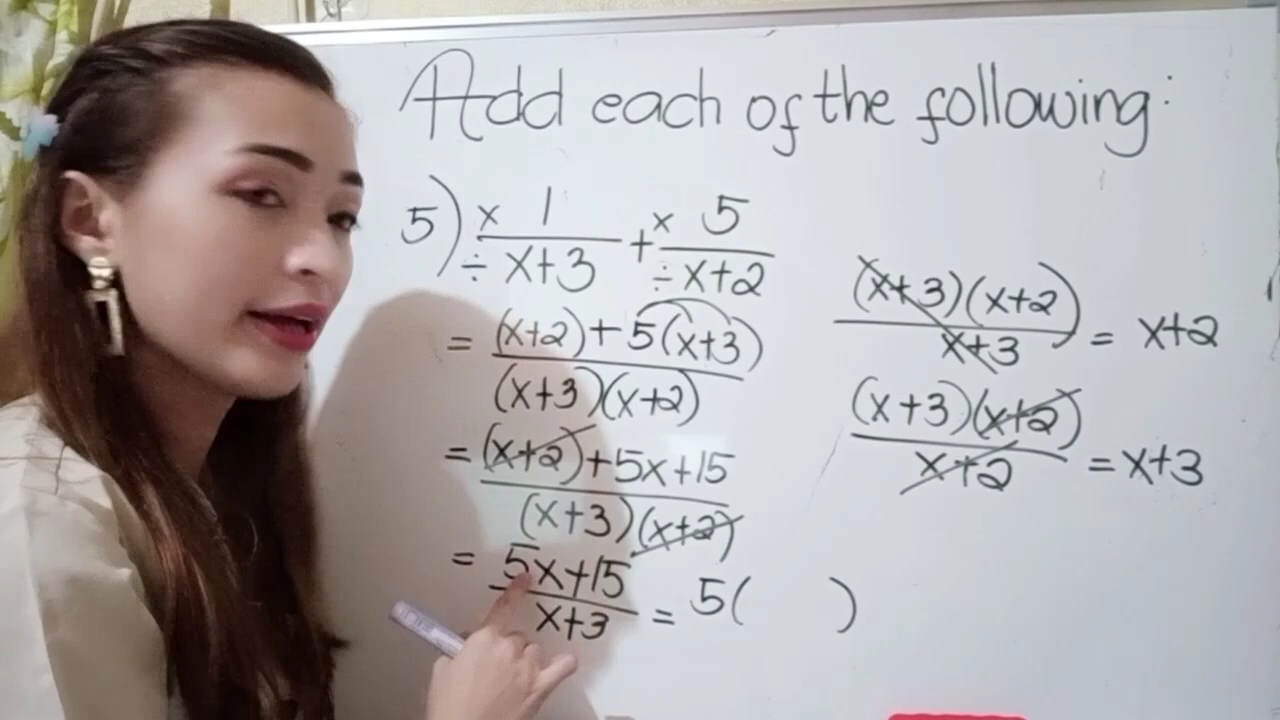 Add each of the following:
5) × 1 / ÷ x+3 + × 5 / ÷ x+2
= (x+2)+5(x+3) / (x+3)(x+2)
= (x+2)+5x+15 / (x+3)(x+2)
= 5x+15 / x+3 = 5( )
(x+3)(x+2) / x+3 = x+2
(x+3)(x+2) / x+2 = x+3